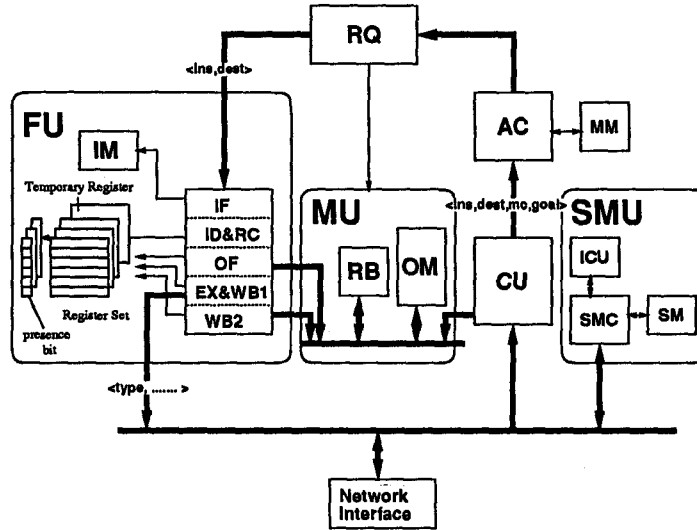 RQ
<ins,dest>
FU
IM
Temporary Register
IF
ID&RC
OF
EX&WB1
WB2
Register Set
presence
bit
<type, ....... >
MU
RB
OM
AC
MM
<ins,dest,mc,goal>
CU
SMU
ICU
SMC
SM
Network
Interface